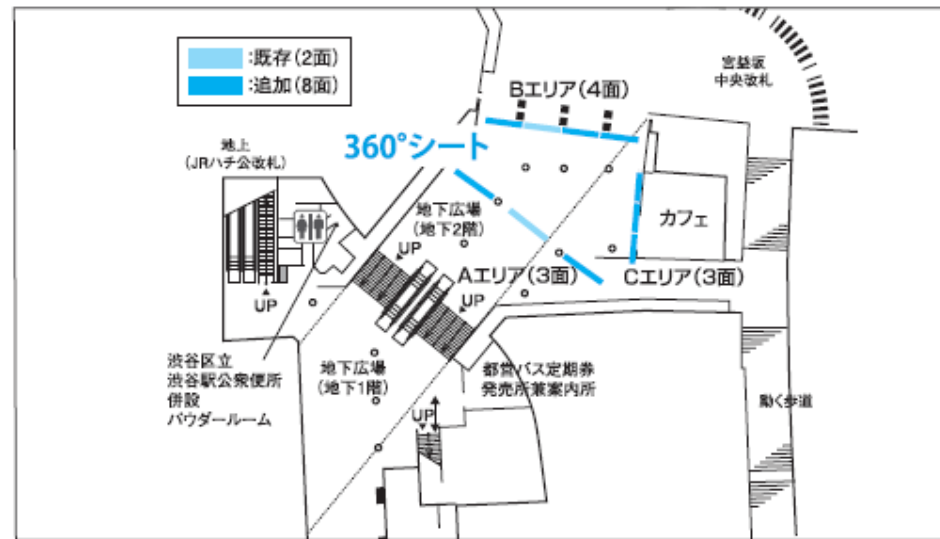 :既存(2面)
:追加(8面)
宮益坂
中央改札
Bエリア(4面)
360°シート
地上
(JRハチ公改札)
地下広場
(地下2階)
カフェ
UP
Aエリア(3面)
Cエリア(3面)
UP
UP
渋谷区立
渋谷駅公衆便所
併設
パウダールーム
地下広場
(地下1階)
都営バス定期券
発売所兼案内所
動く歩道
UP